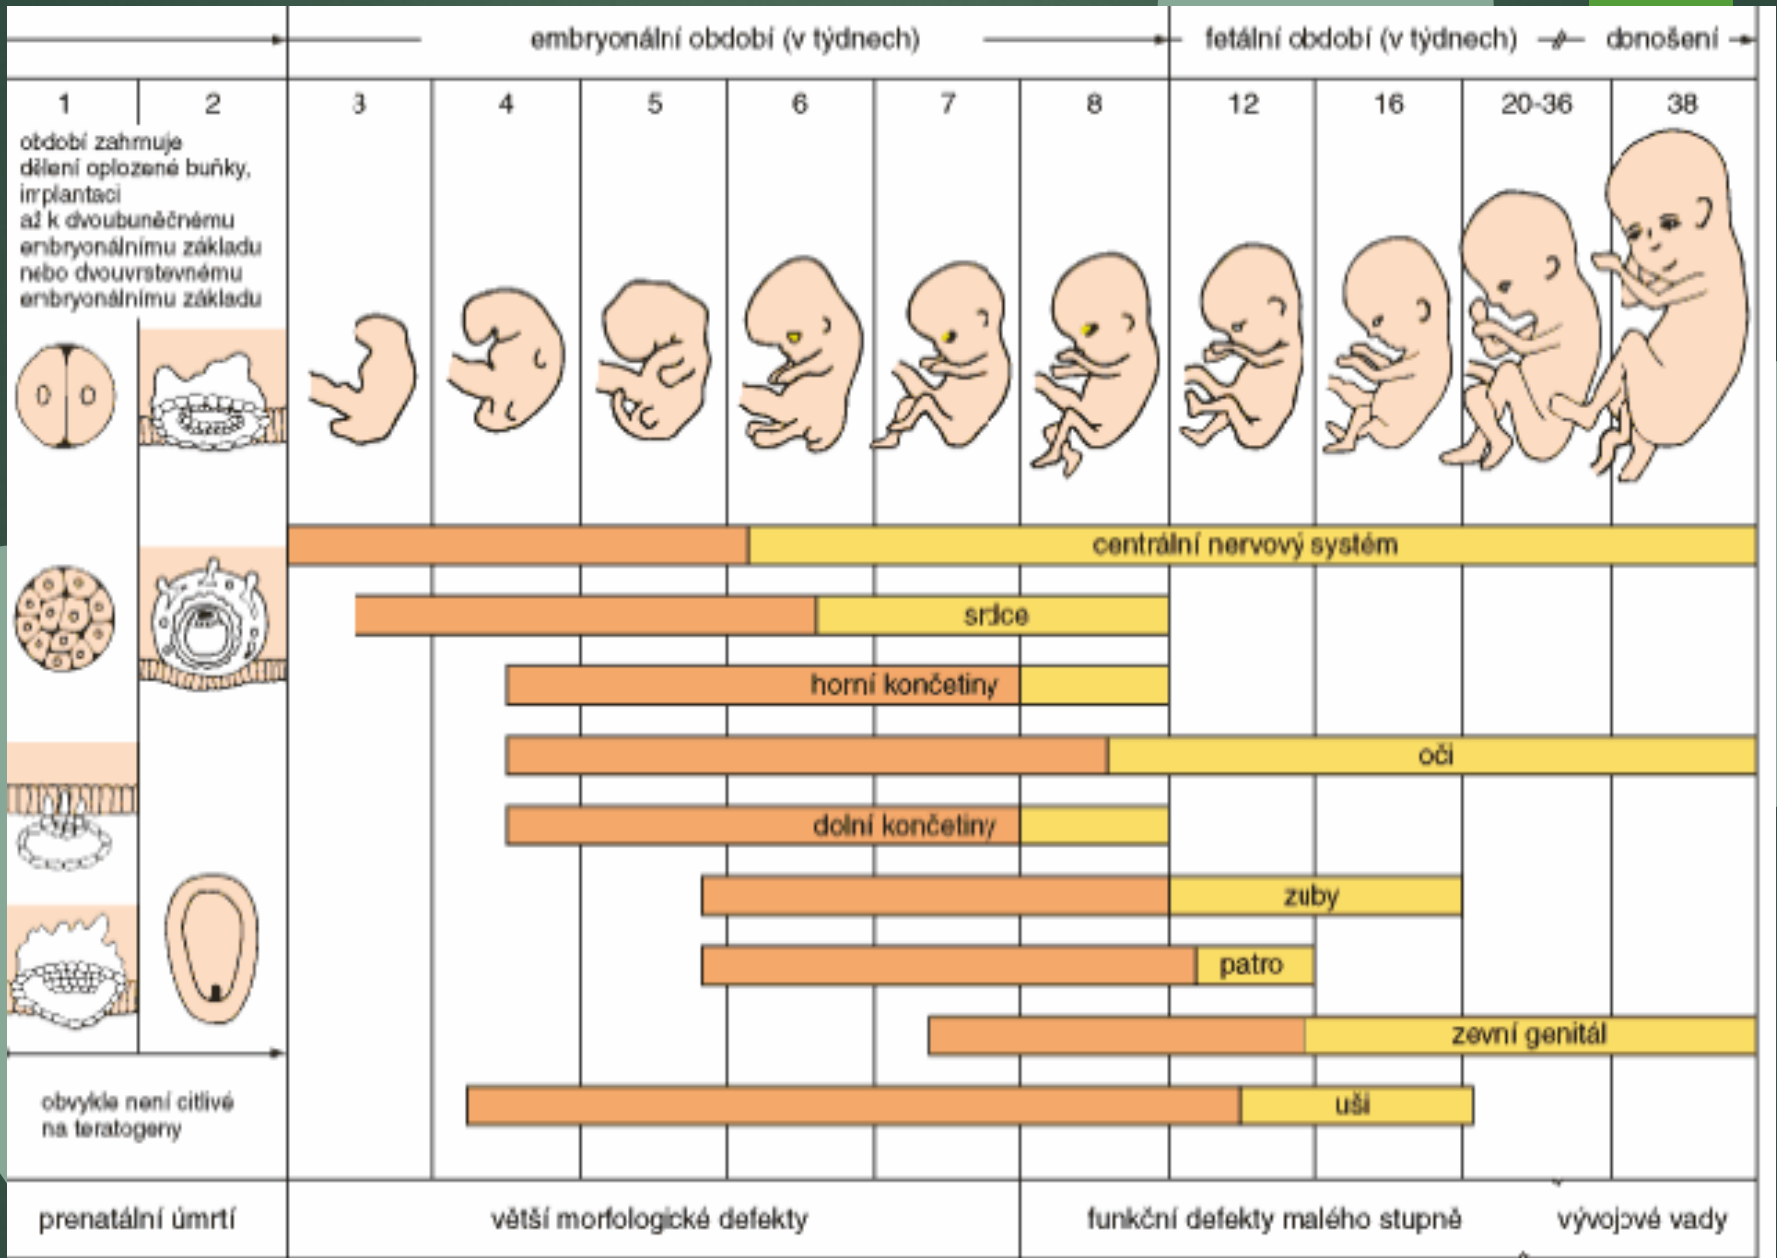 embryonální období (v týdnech)
fetální období (v týdnech)
donošení
1
2
3
4
5
6
7
8
12
16
20-36
38
období zahrnuje
dělení oplozené buňky,
implantaci
až k dvoubuněčnému
embryonálnímu základu
nebo dvouvrstevnému
embryonálnímu základu
centrální nervový systém
srdce
horní končetiny
oči
dolní končetiny
zuby
patro
zevní genitál
uši
obvykle není citlivé
na teratogeny
prenatální úmrtí
větší morfologické defekty
funkční defekty malého stupně
vývojové vady